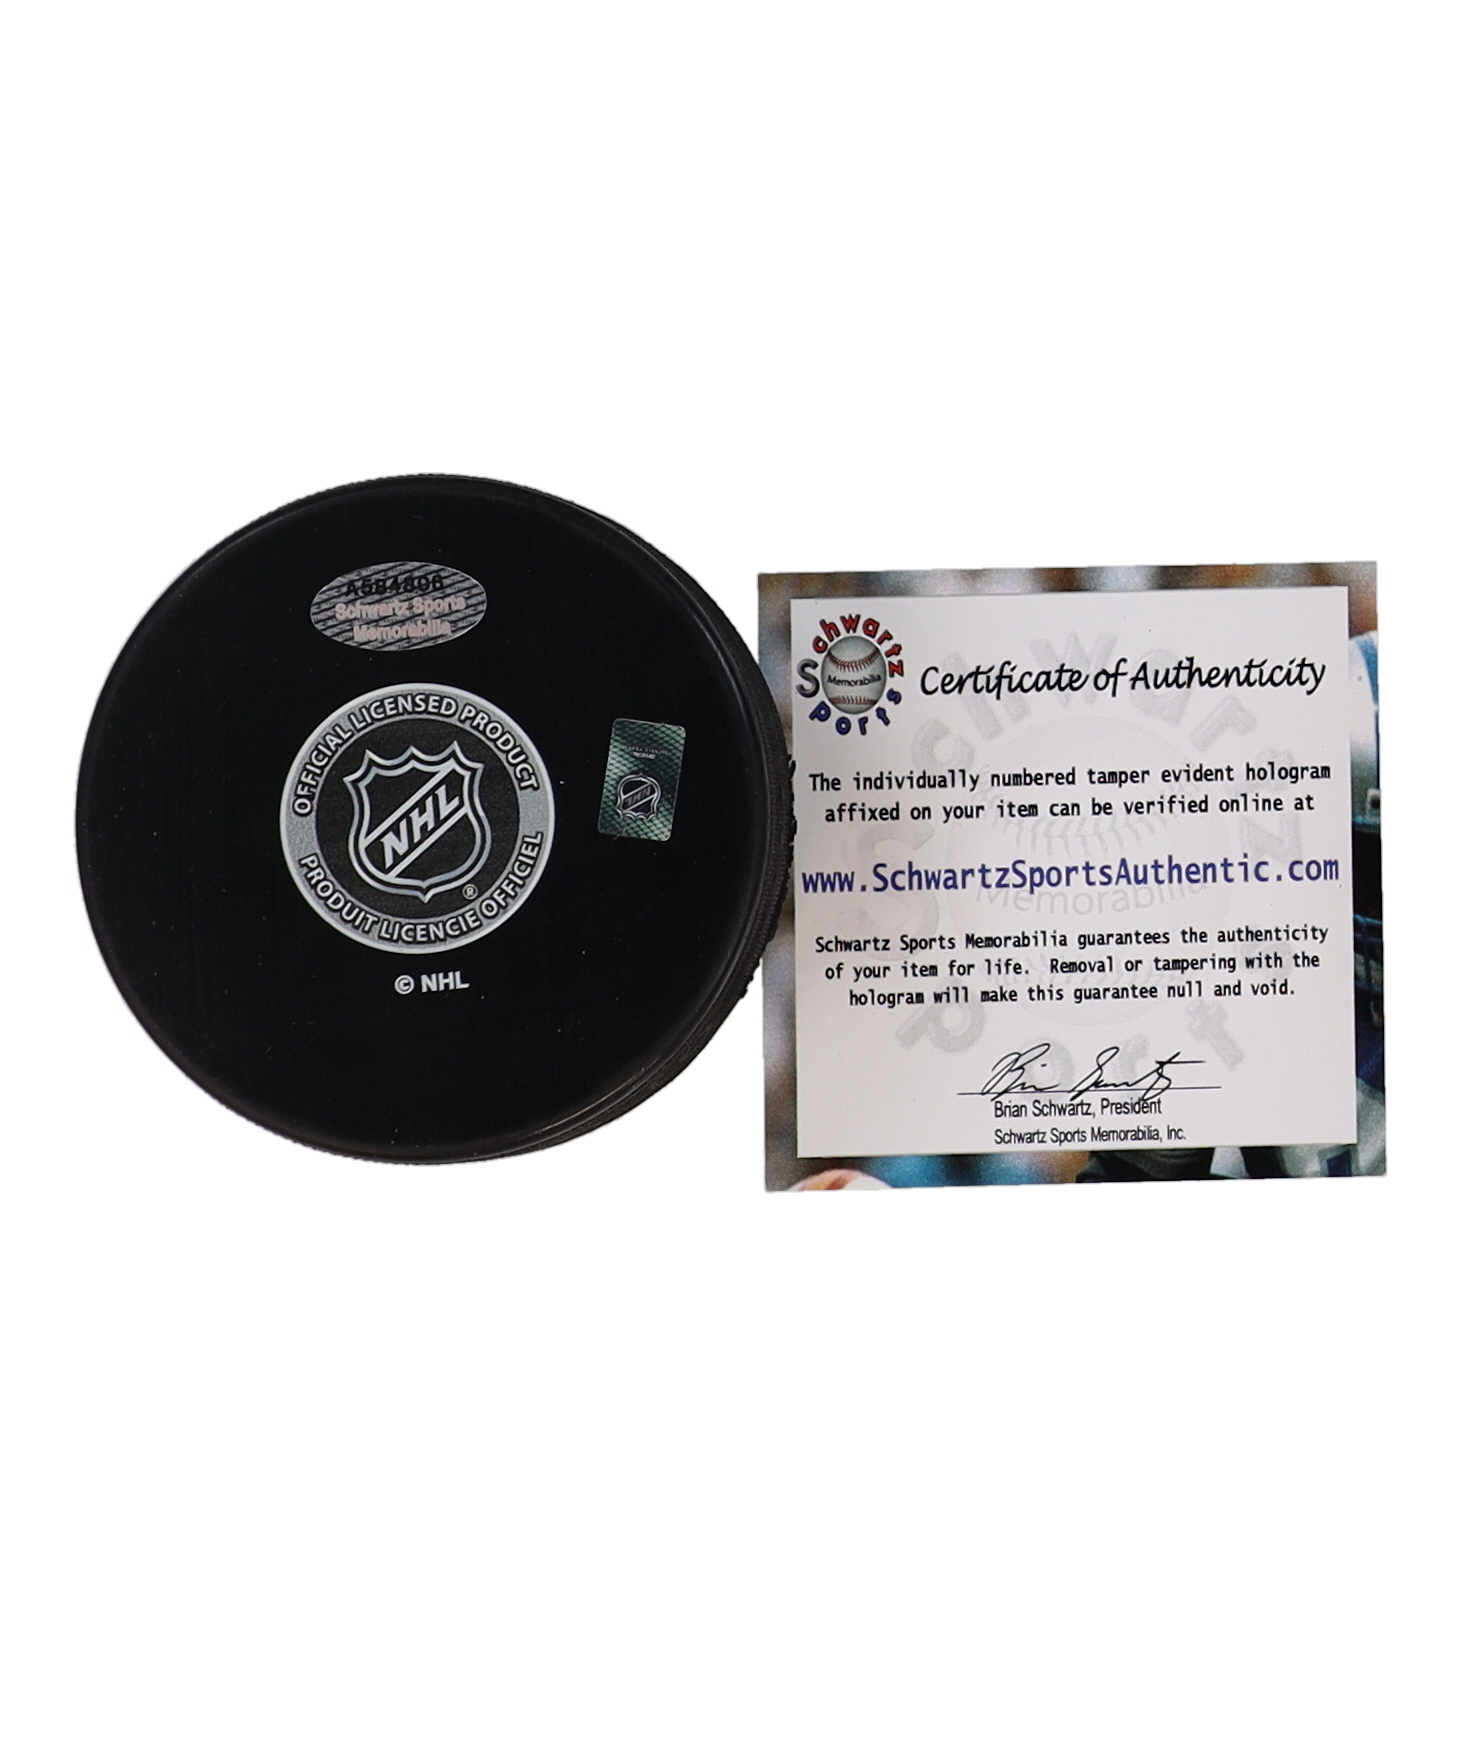 A584806
Schwartz Sports
Memorabilia
OFFICIAL LICENSED PRODUCT
NHL
®
PRODUIT LICENCIE OFFICIEL
© NHL
NHL
Schwartz
Sports
Memorabilia
Certificate of Authenticity
The individually numbered tamper evident hologram
affixed on your item can be verified online at
www.SchwartzSportsAuthentic.com
Schwartz Sports Memorabilia guarantees the authenticity
of your item for life. Removal or tampering with the
hologram will make this guarantee null and void.
Brian Schwartz, President
Schwartz Sports Memorabilia, Inc.